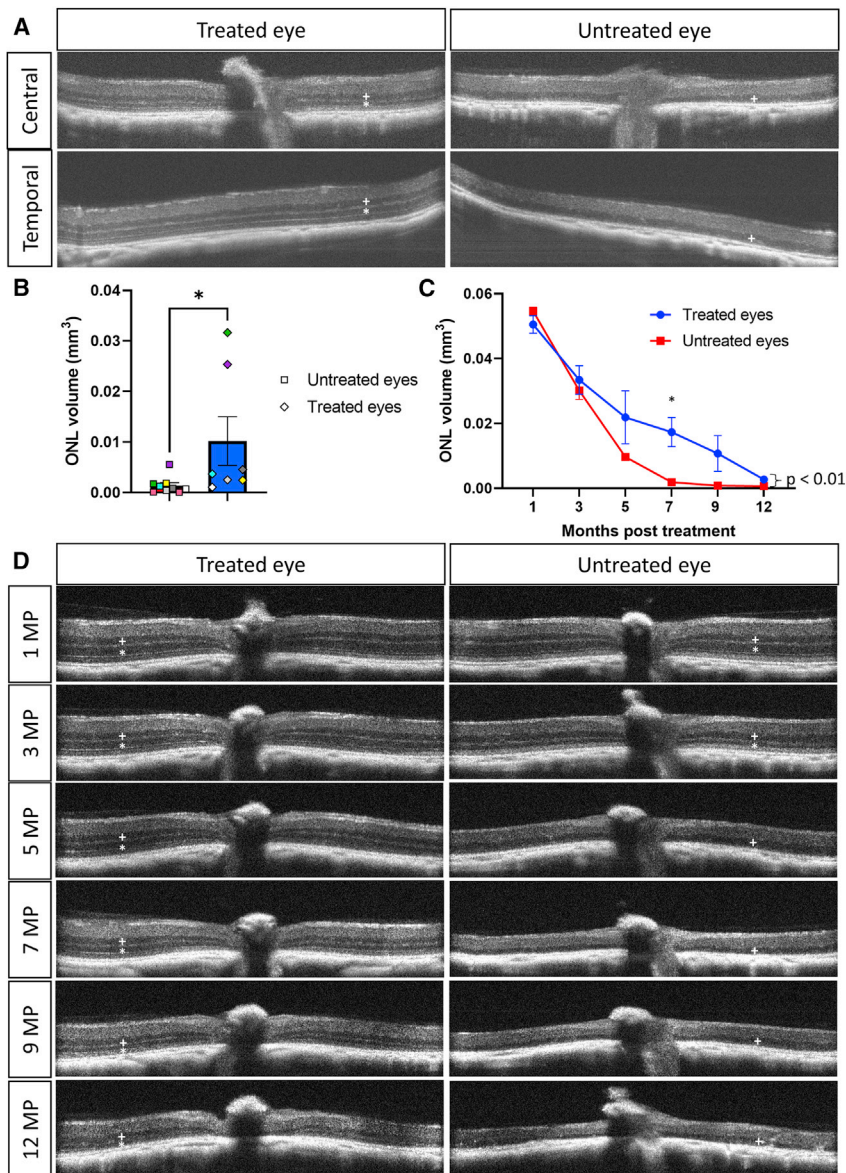 A
Treated eye
Untreated eye
Central
+
*
+
Temporal
+
*
+
B
ONL volume (mm³)
0.04
0.03
0.02
0.01
0.00
*
Untreated eyes
Treated eyes
C
ONL volume (mm³)
0.06
0.04
0.02
0.00
Treated eyes
Untreated eyes
*
p < 0.01
1 3 5 7 9 12
Months post treatment
D
Treated eye
Untreated eye
1 MP
+ +
* *
3 MP
+ +
* *
5 MP
+
* +
7 MP
+
* +
9 MP
+ +
*
12 MP
+ +
*